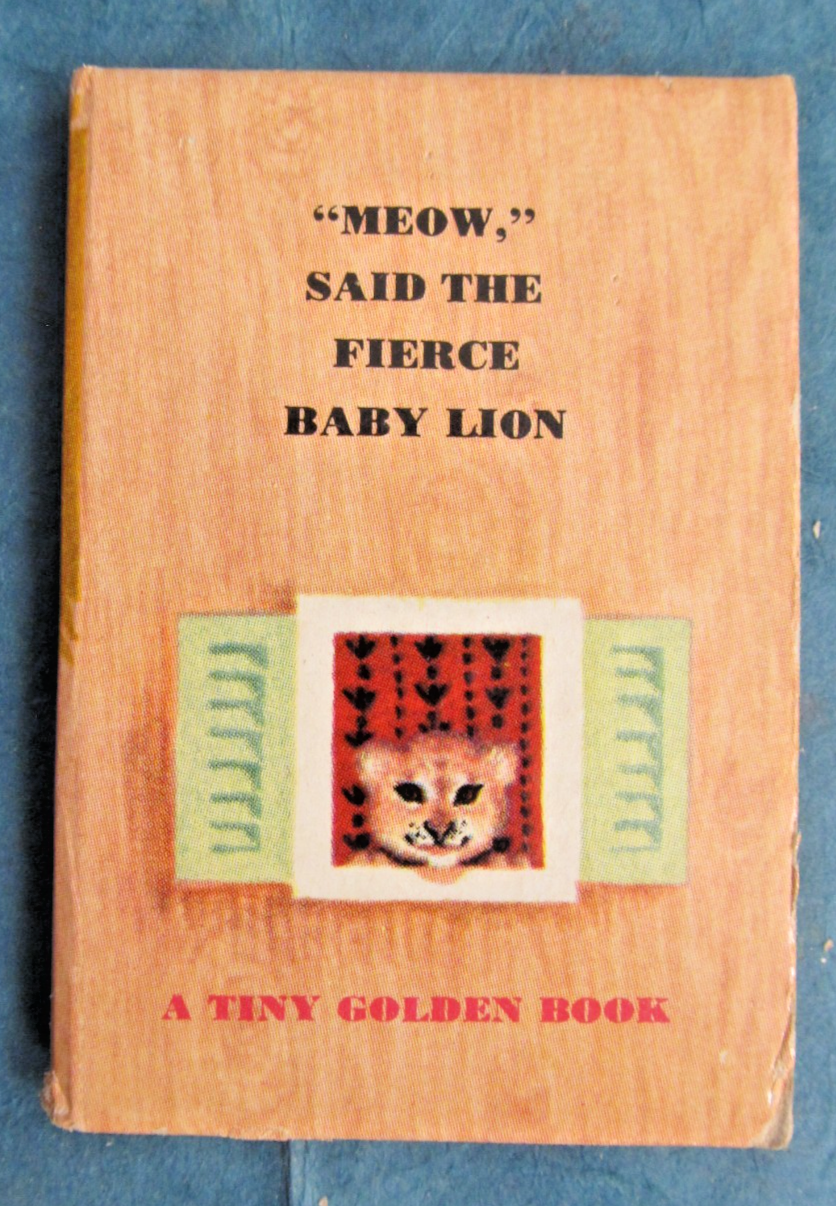 “MEOW,”
SAID THE
FIERCE
BABY LION
A TINY GOLDEN BOOK